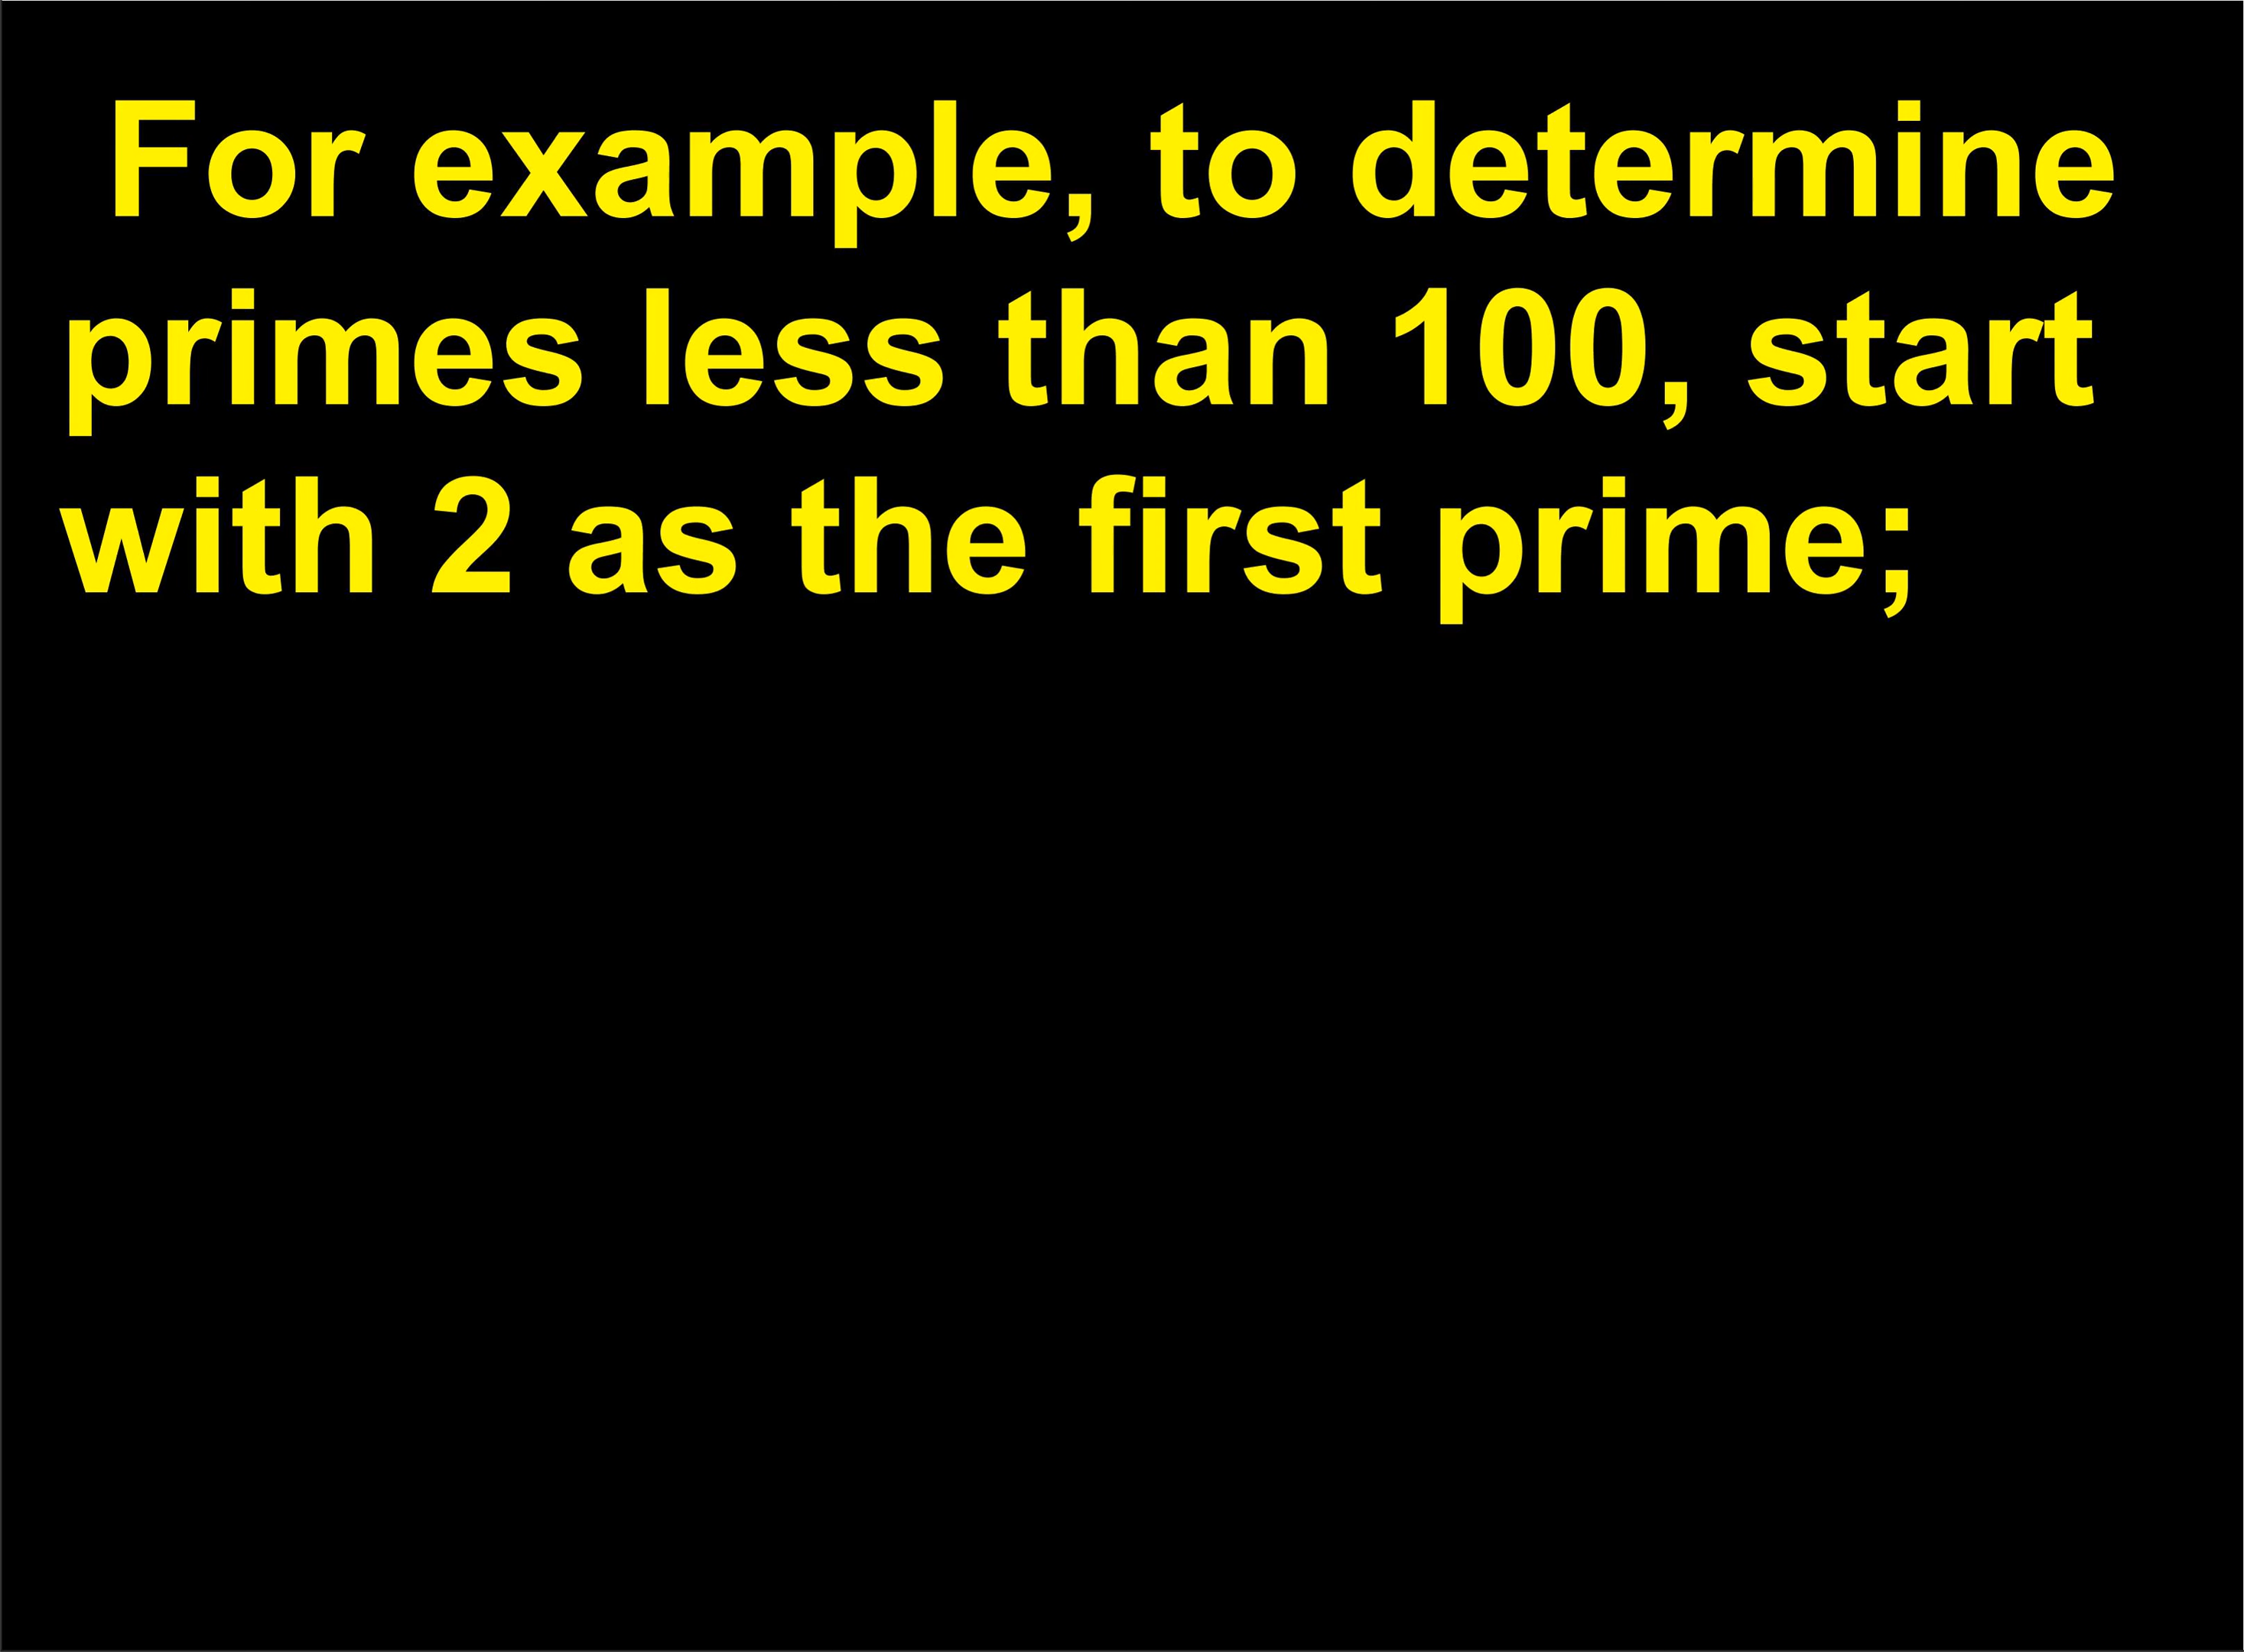 For example, to determine
primes less than 100, start
with 2 as the first prime;